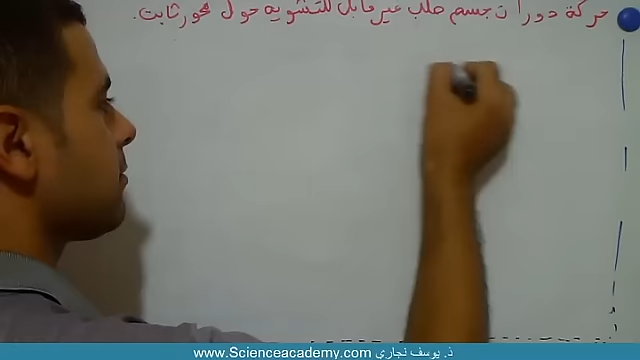 حركة دوران جسم صلب غير قابل للتشويه حول محور ثابت.
www.Scienceacademy.com ذ. يوسف نجاري